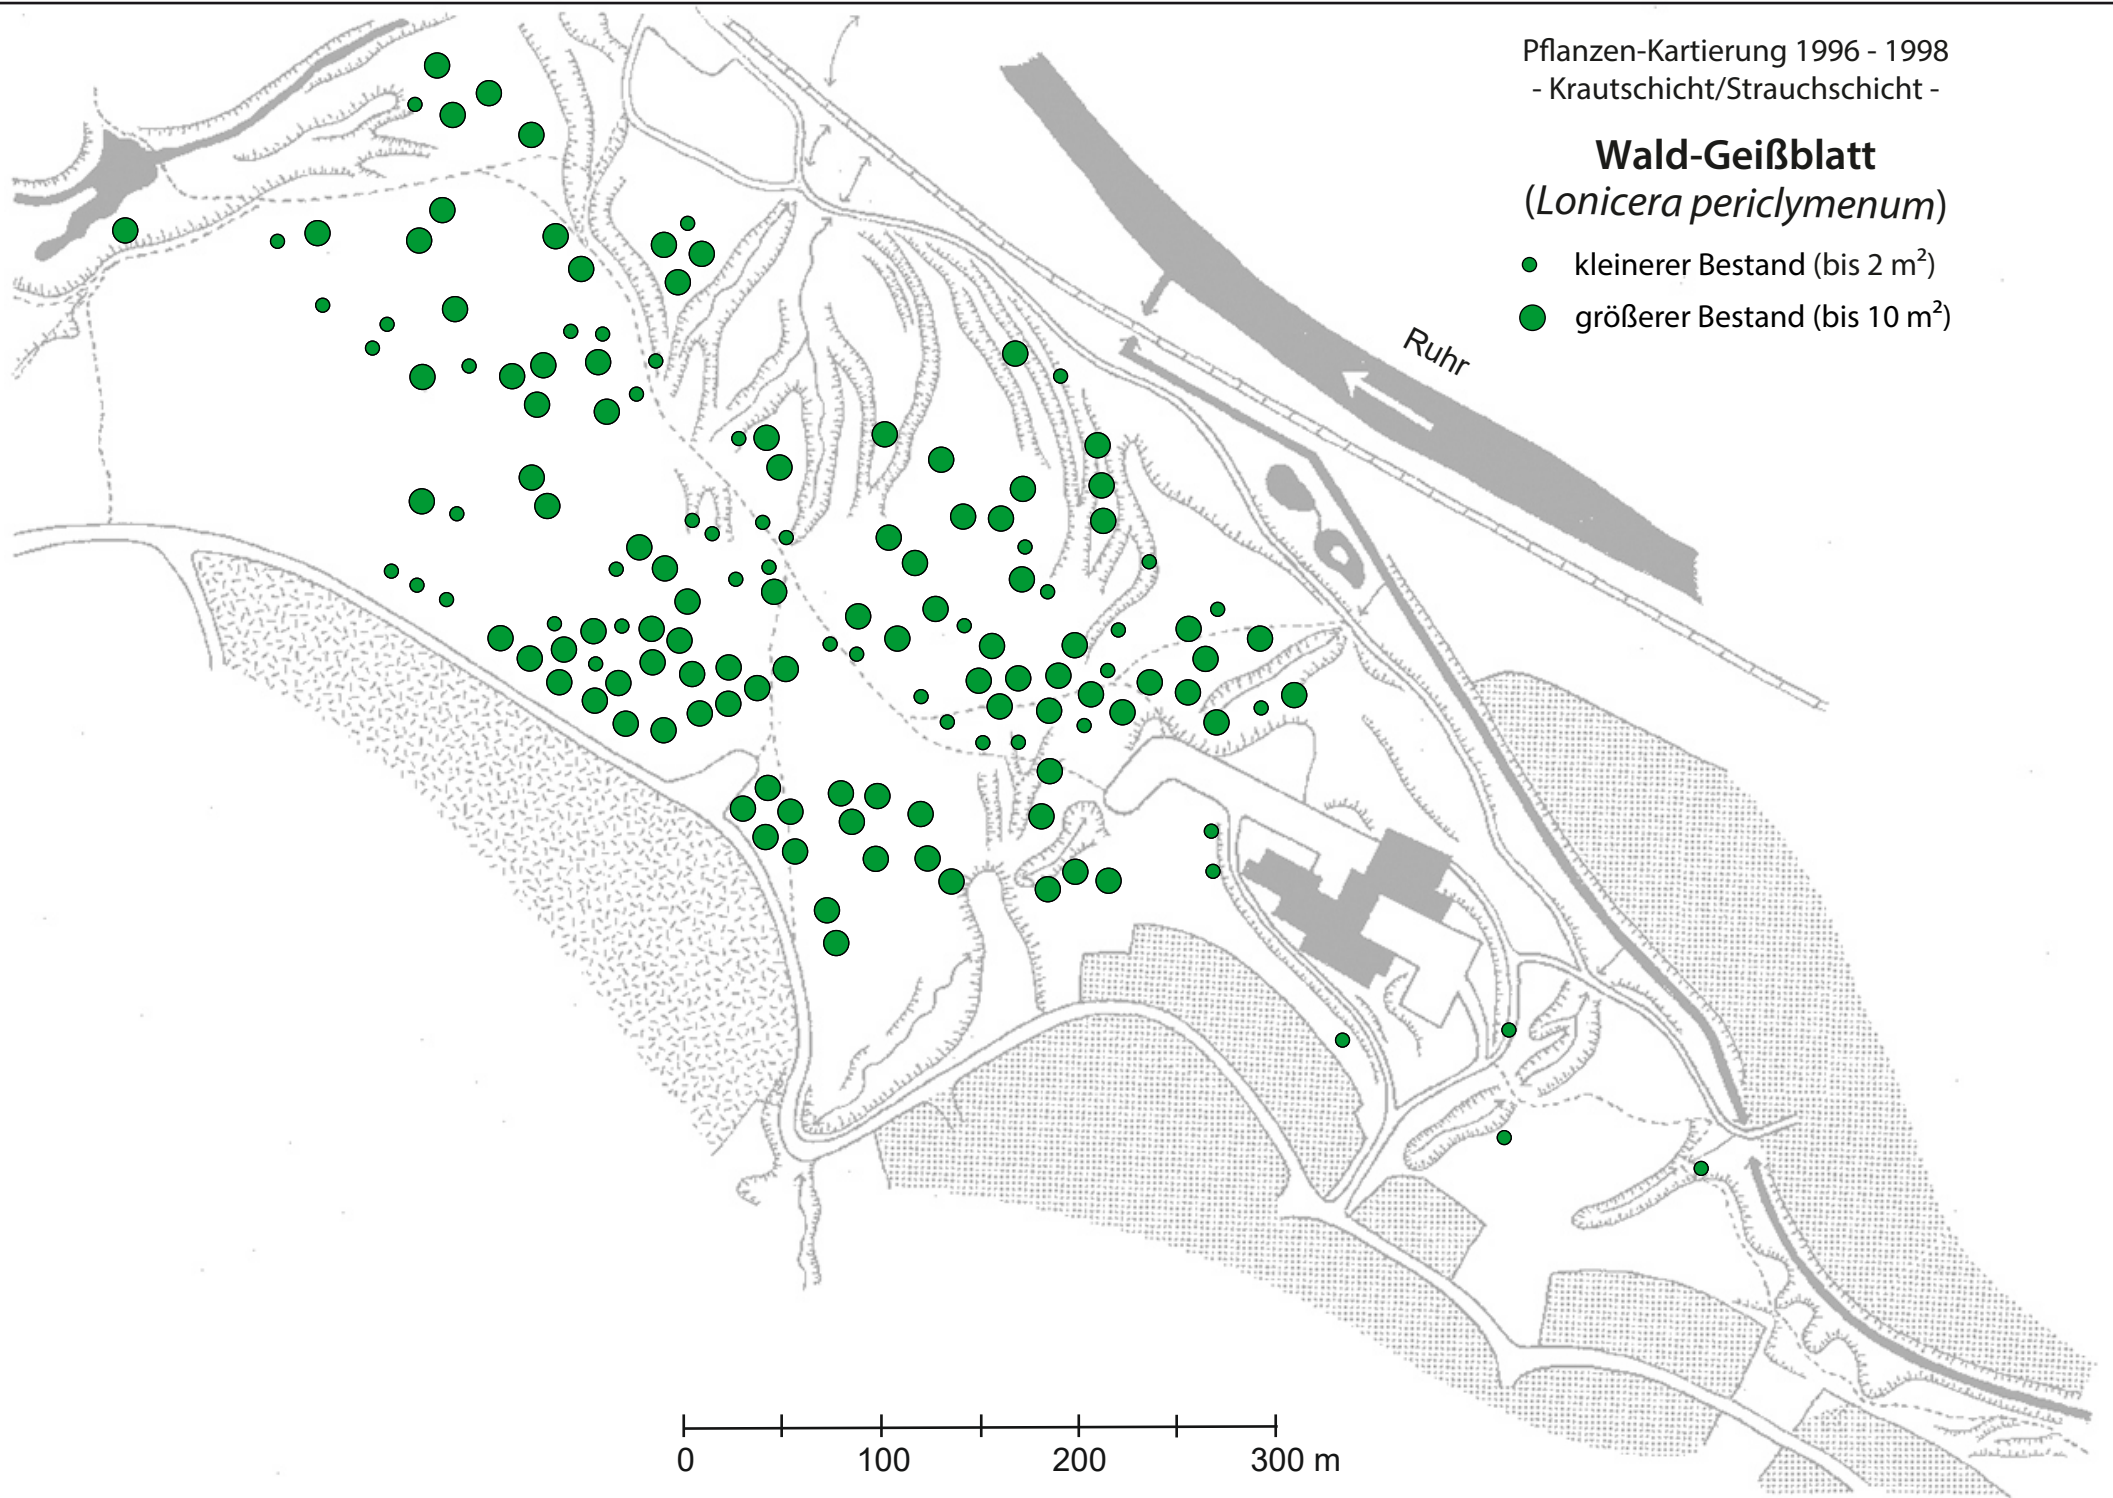 Pflanzen-Kartierung 1996 - 1998
- Krautschicht/Strauchschicht -
Wald-Geißblatt
(Lonicera periclymenum)
kleinerer Bestand (bis 2 m²)
größerer Bestand (bis 10 m²)
Ruhr
0 100 200 300 m